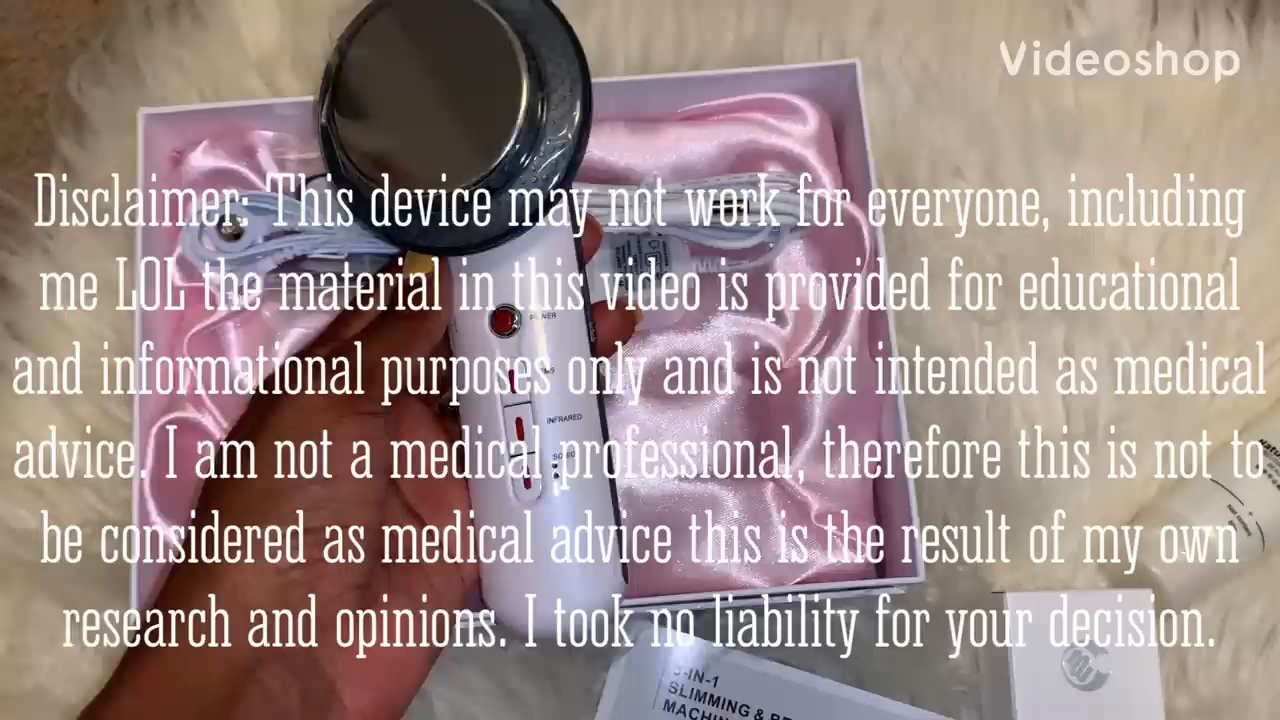 Videoshop
Disclaimer: This device may not work for everyone, including
me LOL the material in this video is provided for educational
and informational purposes only and is not intended as medical
advice. I am not a medical professional, therefore this is not to
be considered as medical advice this is the result of my own
research and opinions. I took no liability for your decision.
POWER
INFRARED
3-IN-1
SLIMMING &